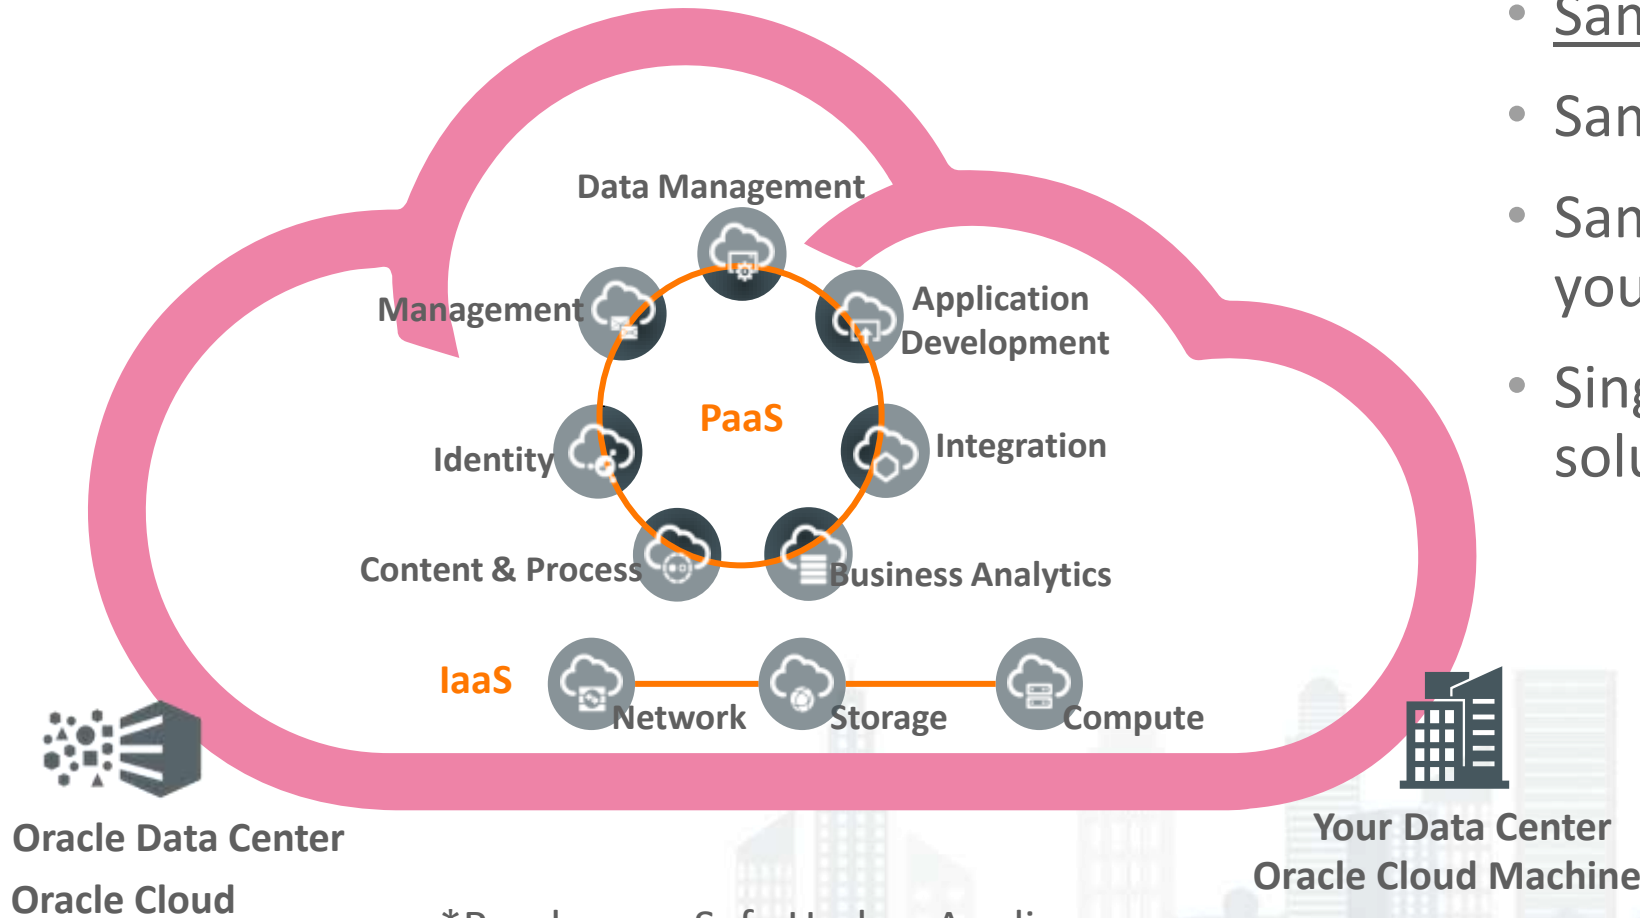 Data Management
Management
Application
Development
PaaS
Identity
Integration
Content & Process
Business Analytics
IaaS
Network
Storage
Compute
Oracle Data Center
Oracle Cloud
Your Data Center
Oracle Cloud Machine